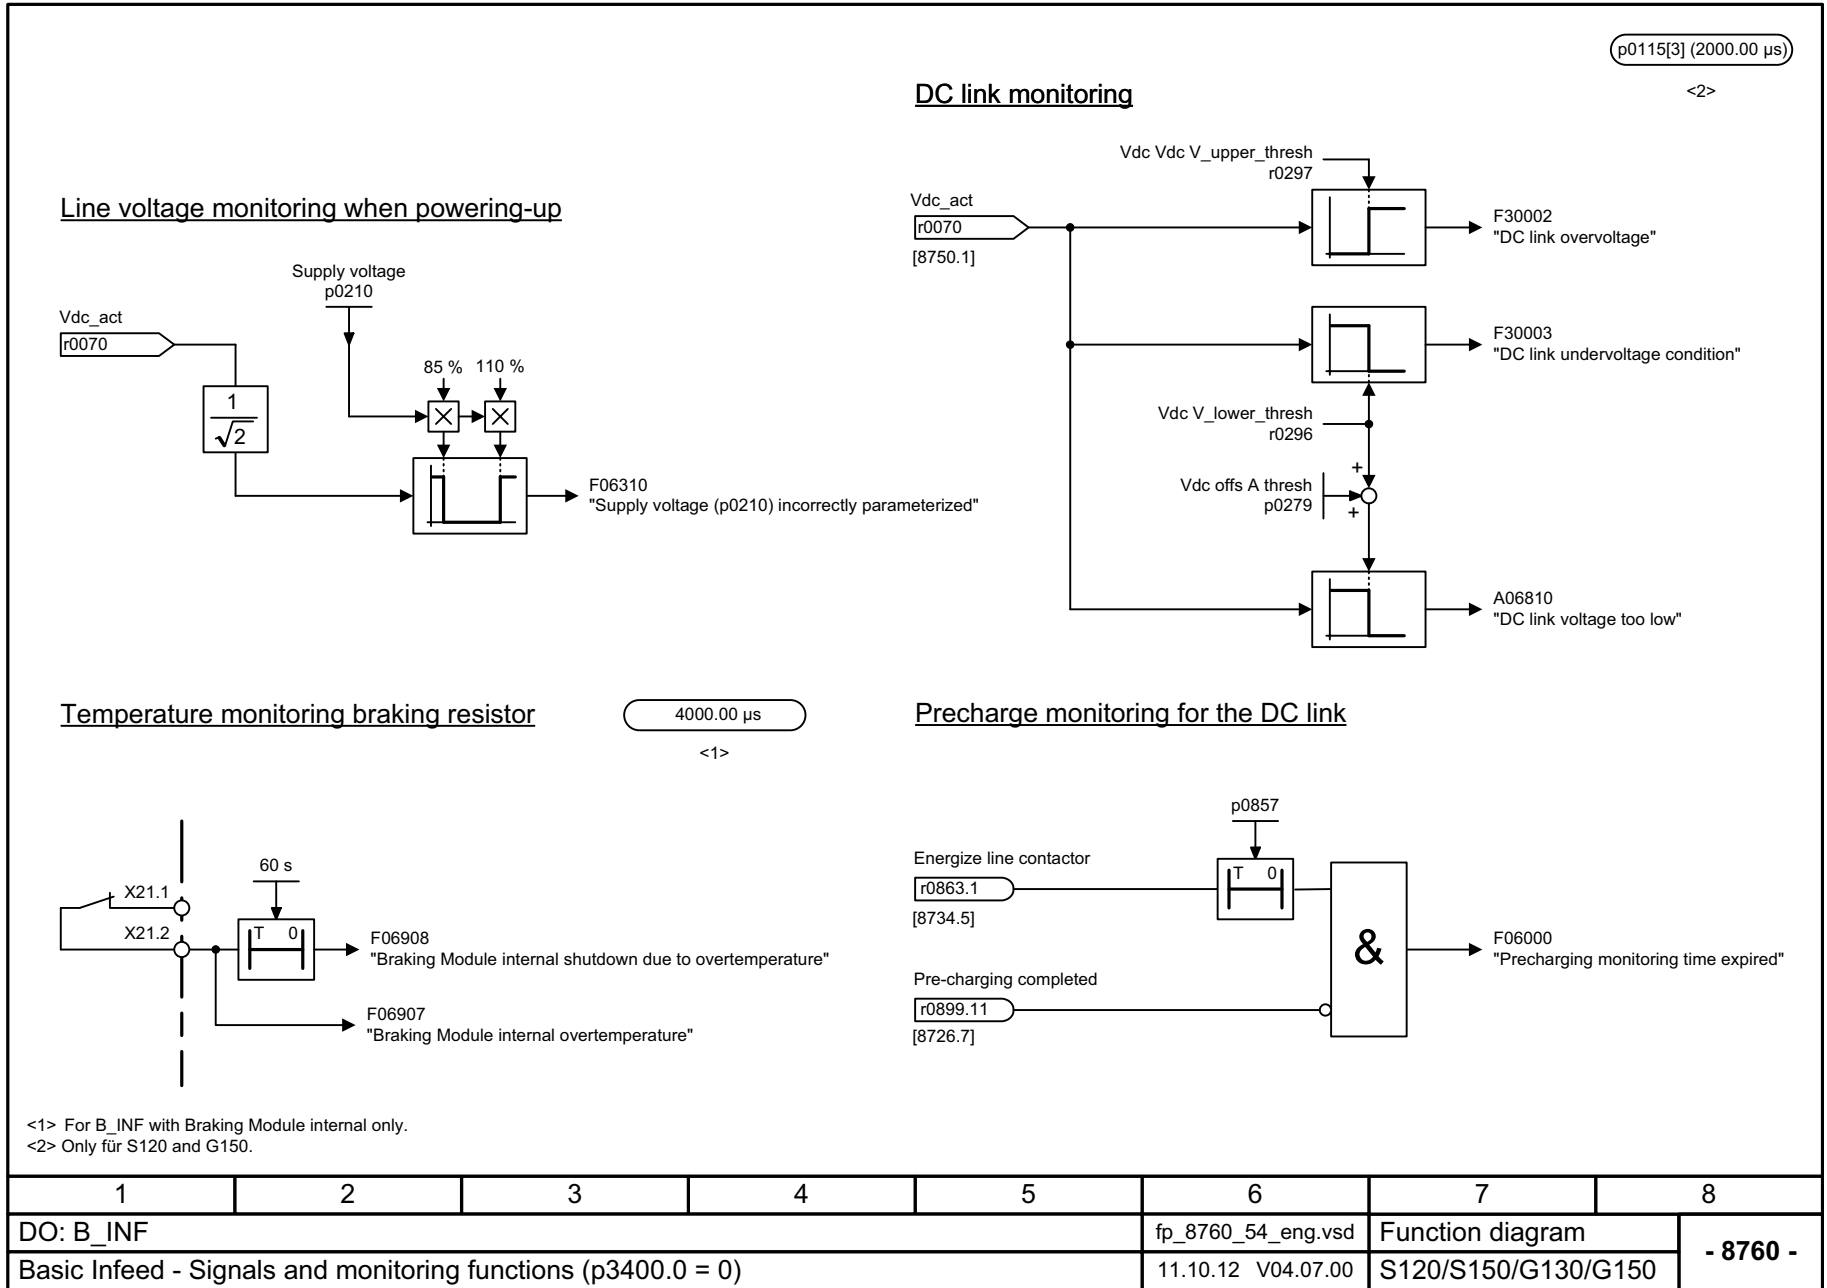 p0115[3] (2000.00 µs)
<2>
DC link monitoring
Vdc Vdc V_upper_thresh
r0297
Vdc_act
r0070
[8750.1]
F30002
"DC link overvoltage"
F30003
"DC link undervoltage condition"
Vdc V_lower_thresh
r0296
+
Vdc offs A thresh
p0279
+
A06810
"DC link voltage too low"
Line voltage monitoring when powering-up
Supply voltage
p0210
Vdc_act
r0070
85 % 110 %
1
√2
F06310
"Supply voltage (p0210) incorrectly parameterized"
Temperature monitoring braking resistor
4000.00 µs
<1>
60 s
X21.1
X21.2
T 0
F06908
"Braking Module internal shutdown due to overtemperature"
F06907
"Braking Module internal overtemperature"
Precharge monitoring for the DC link
p0857
Energize line contactor
r0863.1
[8734.5]
T 0
&
Pre-charging completed
r0899.11
[8726.7]
F06000
"Precharging monitoring time expired"
<1> For B_INF with Braking Module internal only.
<2> Only für S120 and G150.
1 2 3 4 5 6 7 8
DO: B_INF
fp_8760_54_eng.vsd
Function diagram
- 8760 -
Basic Infeed - Signals and monitoring functions (p3400.0 = 0)
11.10.12 V04.07.00
S120/S150/G130/G150